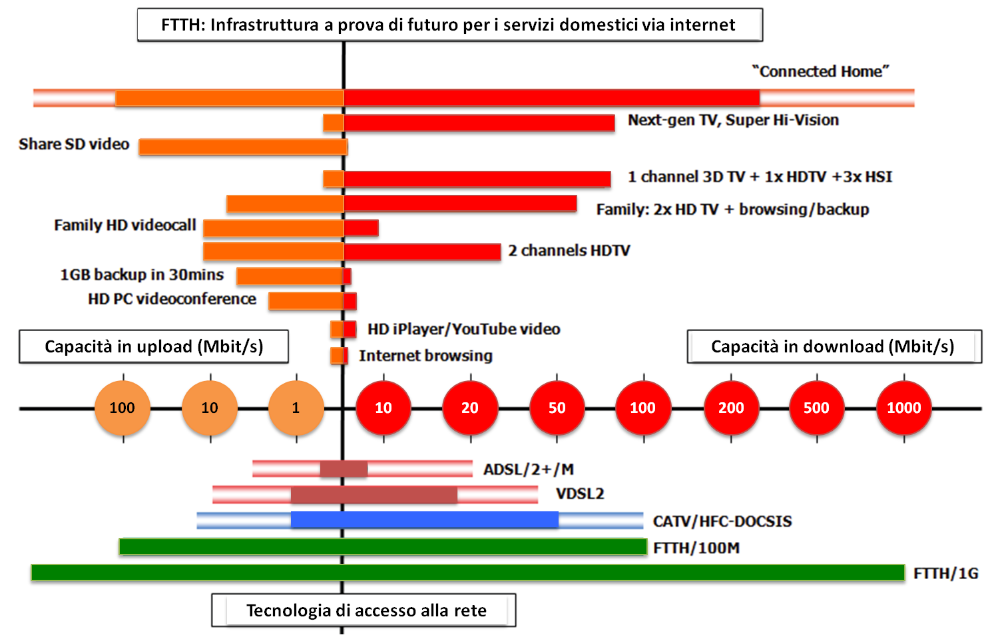 FTTH: Infrastruttura a prova di futuro per i servizi domestici via internet
“Connected Home”
Next-gen TV, Super Hi-Vision
Share SD video
1 channel 3D TV + 1x HDTV +3x HSI
Family: 2x HD TV + browsing/backup
Family HD videocall
2 channels HDTV
1GB backup in 30mins
HD PC videoconference
HD iPlayer/YouTube video
Internet browsing
Capacità in upload (Mbit/s)
Capacità in download (Mbit/s)
100 10 1 10 20 50 100 200 500 1000
ADSL/2+/M
VDSL2
CATV/HFC-DOCSIS
FTTH/100M
FTTH/1G
Tecnologia di accesso alla rete